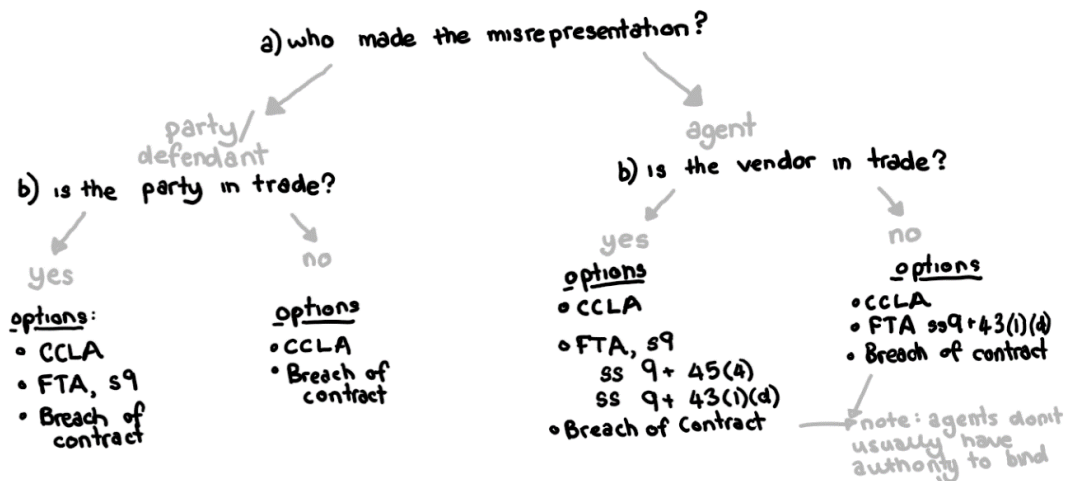 a) who made the misrepresentation?
party/
defendant
b) is the party in trade?
yes
options:
• CCLA
• FTA, s9
• Breach of
contract
no
options
• CCLA
• Breach of
contract
agent
b) is the vendor in trade?
yes
options
• CCLA
• FTA, s9
ss 9 + 45(4)
ss 9 + 43(1)(d)
• Breach of Contract
no
options
• CCLA
• FTA ss9+43(1)(d)
• Breach of contract
note: agents don't
usually have
authority to bind